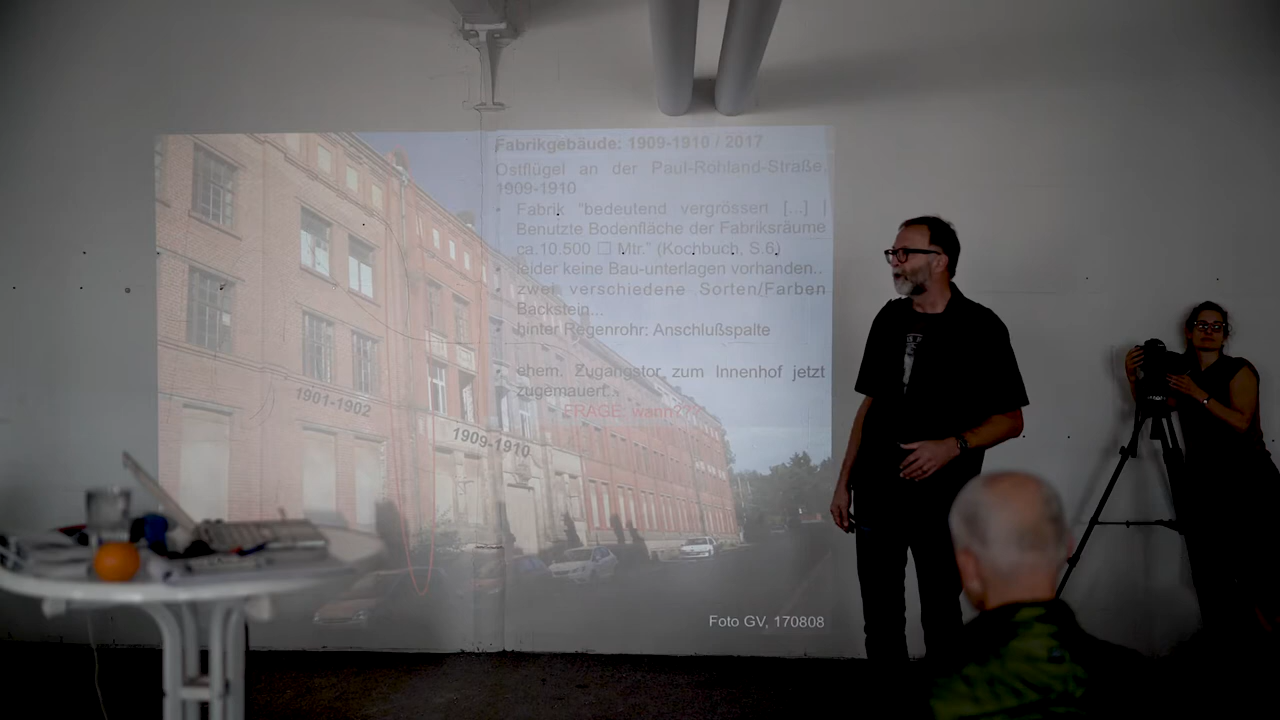 Fabrikgebäude: 1909-1910 / 2017
Ostflügel an der Paul-Rohland-Straße,
1909-1910
Fabrik "bedeutend vergrössert [...] |
Benutzte Bodenfläche der Fabriksräume
ca.10.500 □ Mtr." (Kochbuch, S.6)
leider keine Bau-unterlagen vorhanden..
zwei verschiedene Sorten/Farben
Backstein...
hinter Regenrohr: Anschlußspalte
ehem. Zugangstor zum Innenhof jetzt
zugemauert...
FRAGE: wann???
1901-1902
1909-1910
Foto GV, 170808